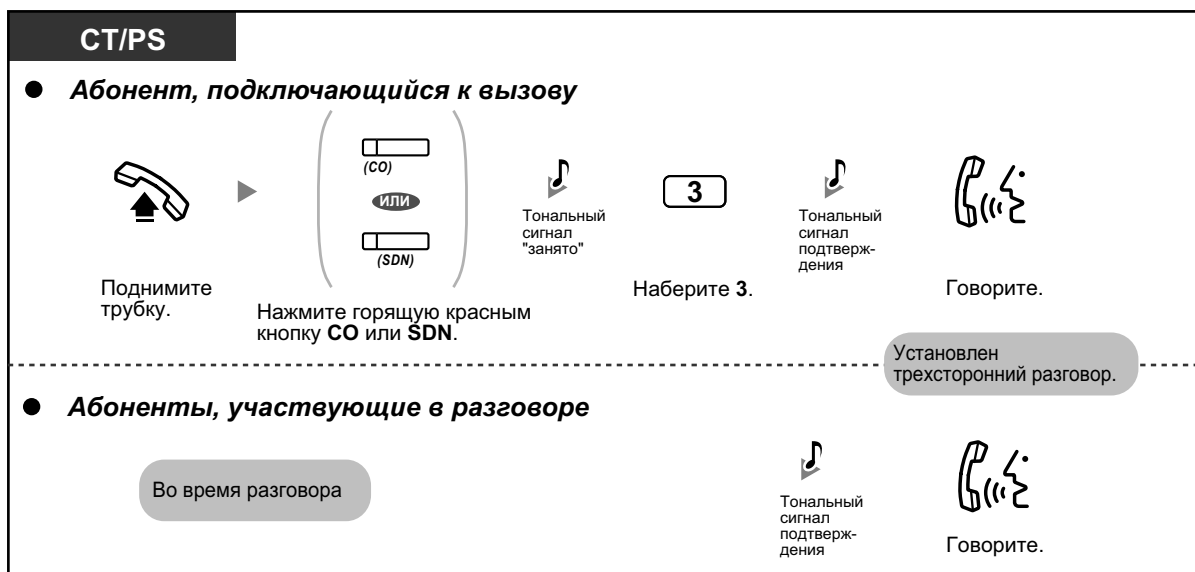 CT/PS
Абонент, подключающийся к вызову
(CO)
или
(SDN)
Поднимите
трубку.
Нажмите горящую красным
кнопку CO или SDN.
Тональный
сигнал
"занято"
3
Наберите 3.
Тональный
сигнал
подтверж-
дения
Говорите.
Установлен
трехсторонний разговор.
Абоненты, участвующие в разговоре
Во время разговора
Тональный
сигнал
подтверж-
дения
Говорите.